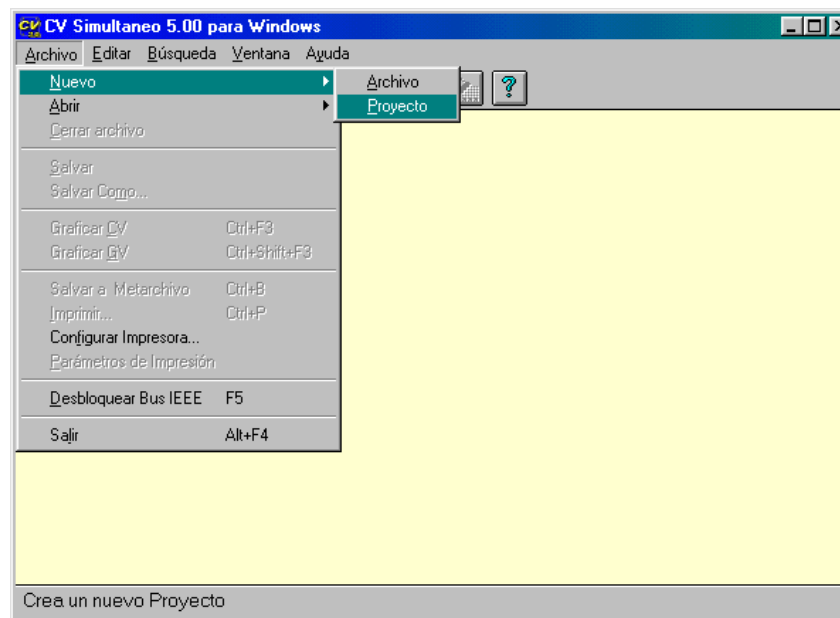 CV Simultaneo 5.00 para Windows
Archivo Editar Búsqueda Ventana Ayuda
Nuevo
Archivo
Abrir
Proyecto
Cerrar archivo
Salvar
Salvar Como...
Graficar CV Ctrl+F3
Graficar GV Ctrl+Shift+F3
Salvar a Metarchivo Ctrl+B
Imprimir... Ctrl+P
Configurar Impresora...
Parámetros de Impresión
Desbloquear Bus IEEE F5
Salir Alt+F4
Crea un nuevo Proyecto